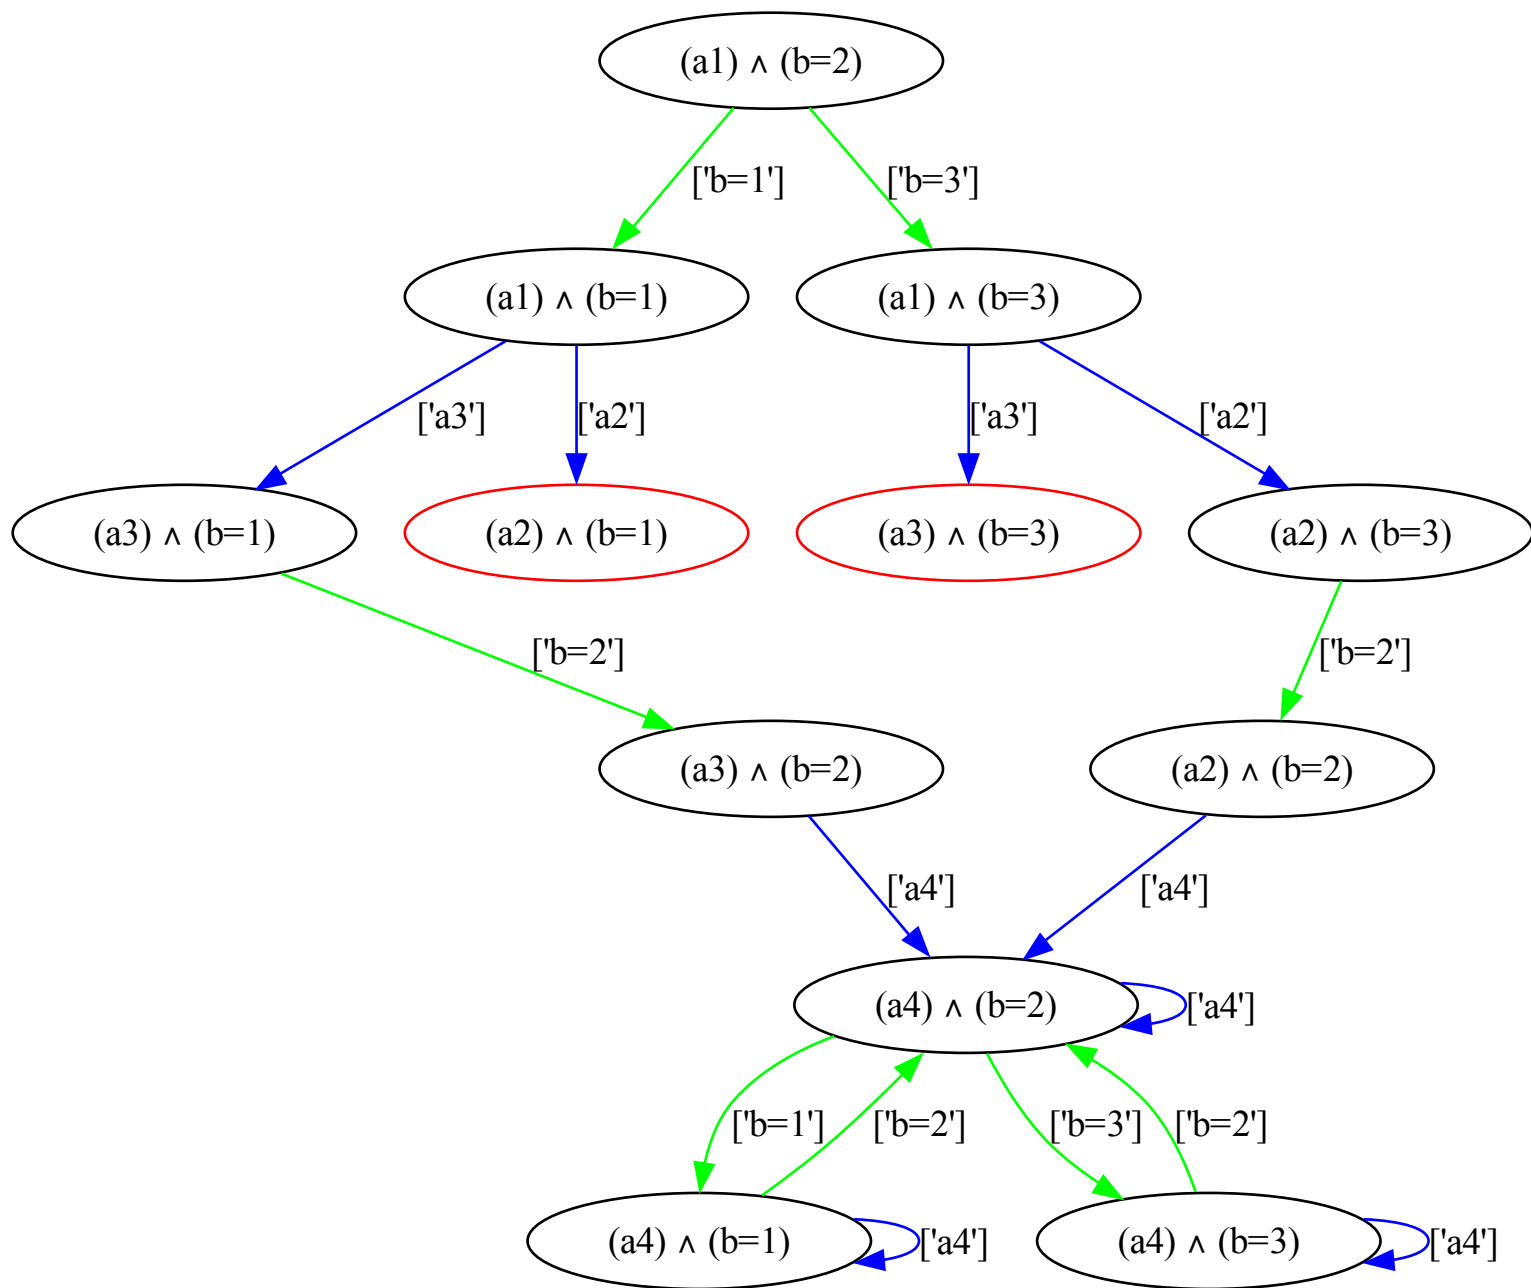 (a1) ∧ (b=2)
['b=1']
['b=3']
(a1) ∧ (b=1)
(a1) ∧ (b=3)
['a3']
['a2']
['a3']
['a2']
(a3) ∧ (b=1)
(a2) ∧ (b=1)
(a3) ∧ (b=3)
(a2) ∧ (b=3)
['b=2']
['b=2']
(a3) ∧ (b=2)
(a2) ∧ (b=2)
['a4']
['a4']
(a4) ∧ (b=2)
['a4']
['b=1']
['b=2']
['b=3']
['b=2']
(a4) ∧ (b=1)
['a4']
(a4) ∧ (b=3)
['a4']